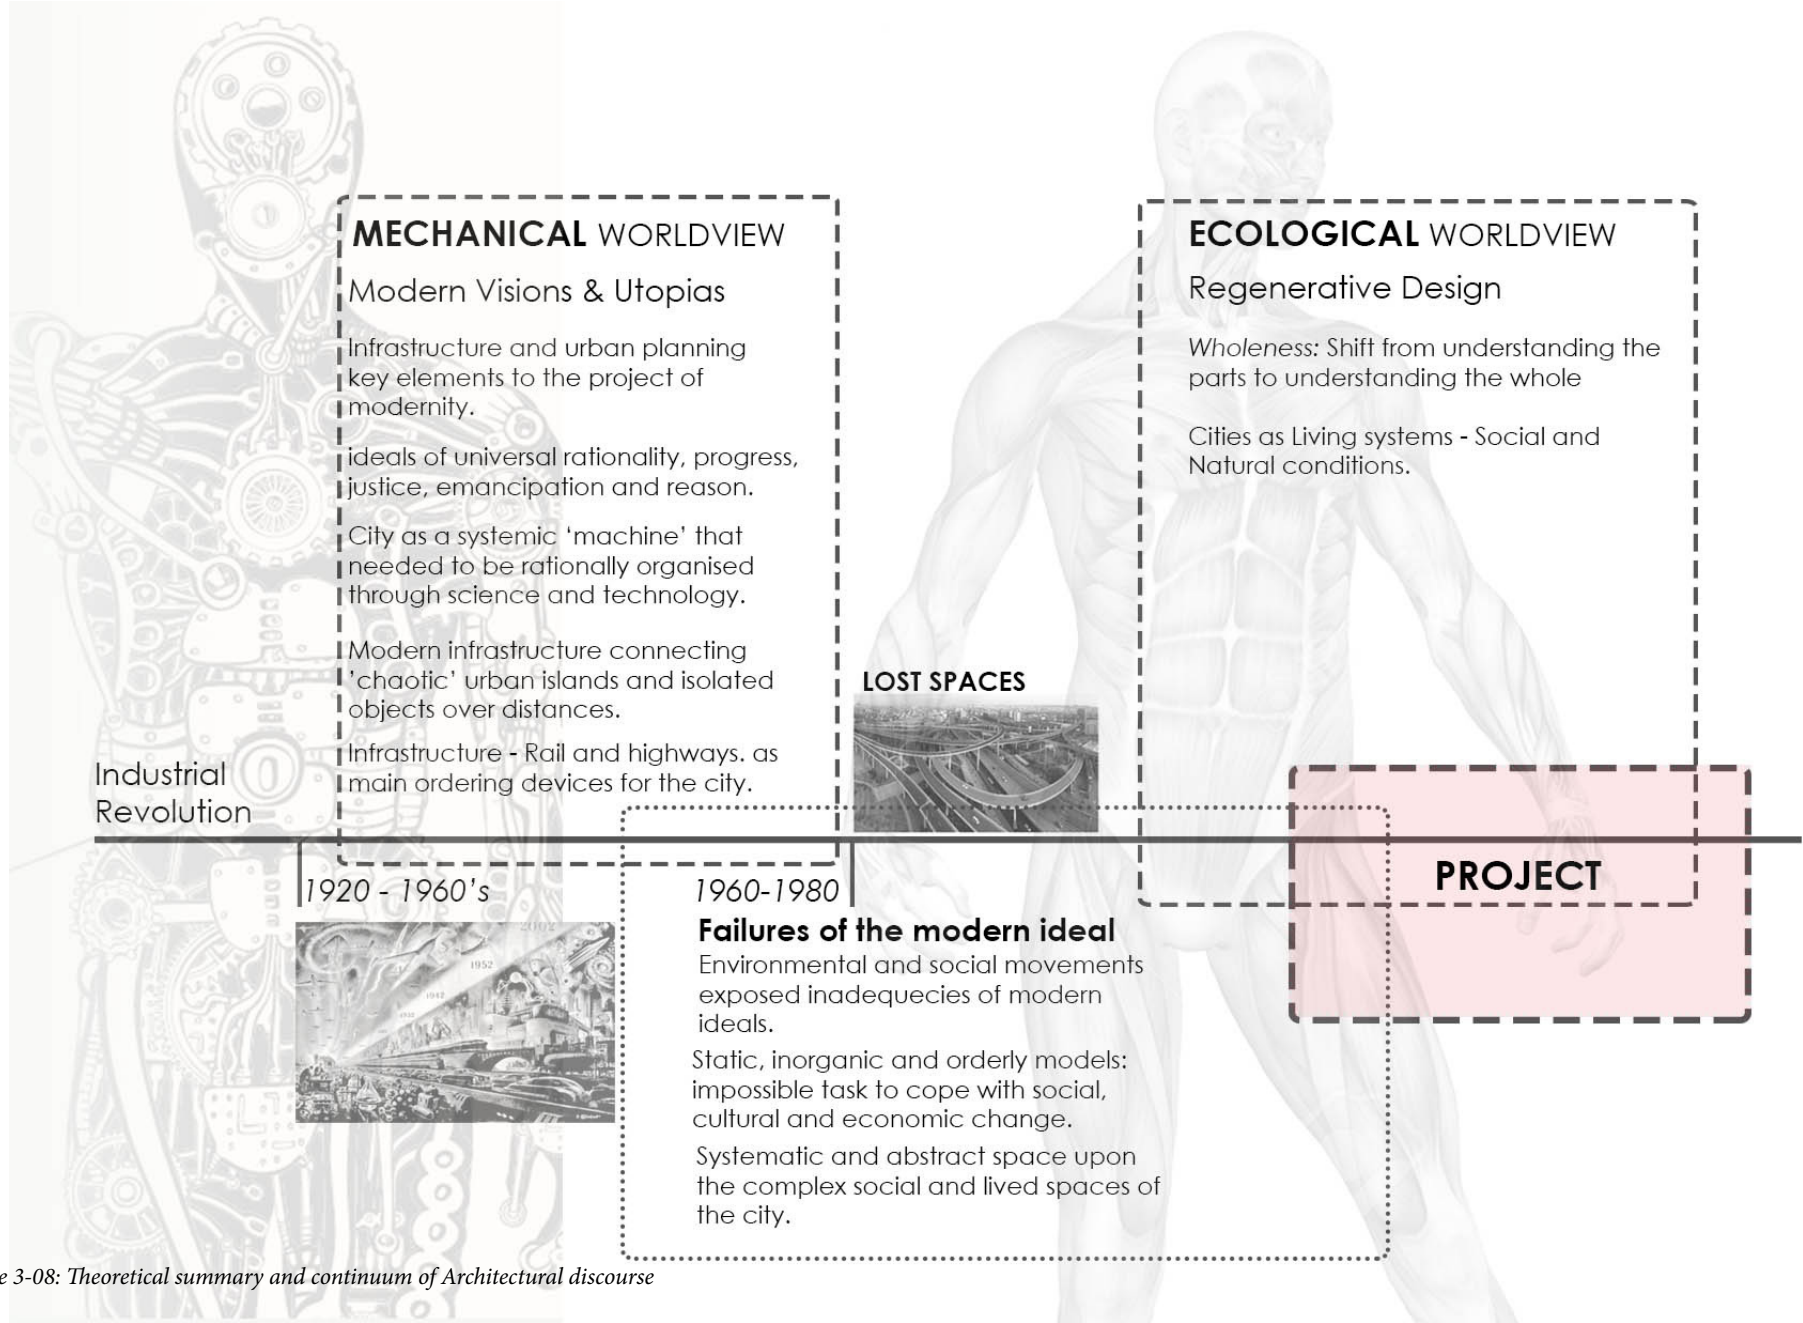 MECHANICAL WORLDVIEW
Modern Visions & Utopias
Infrastructure and urban planning
key elements to the project of
modernity.
ideals of universal rationality, progress,
justice, emancipation and reason.
City as a systemic ‘machine’ that
needed to be rationally organised
through science and technology.
Modern infrastructure connecting
'chaotic' urban islands and isolated
objects over distances.
Infrastructure - Rail and highways. as
main ordering devices for the city.
ECOLOGICAL WORLDVIEW
Regenerative Design
Wholeness: Shift from understanding the
parts to understanding the whole
Cities as Living systems - Social and
Natural conditions.
LOST SPACES
Industrial
Revolution
PROJECT
1920 - 1960's
2002
1952
1942
1932
1960-1980
Failures of the modern ideal
Environmental and social movements
exposed inadequecies of modern
ideals.
Static, inorganic and orderly models:
impossible task to cope with social,
cultural and economic change.
Systematic and abstract space upon
the complex social and lived spaces of
the city.
e 3-08: Theoretical summary and continuum of Architectural discourse